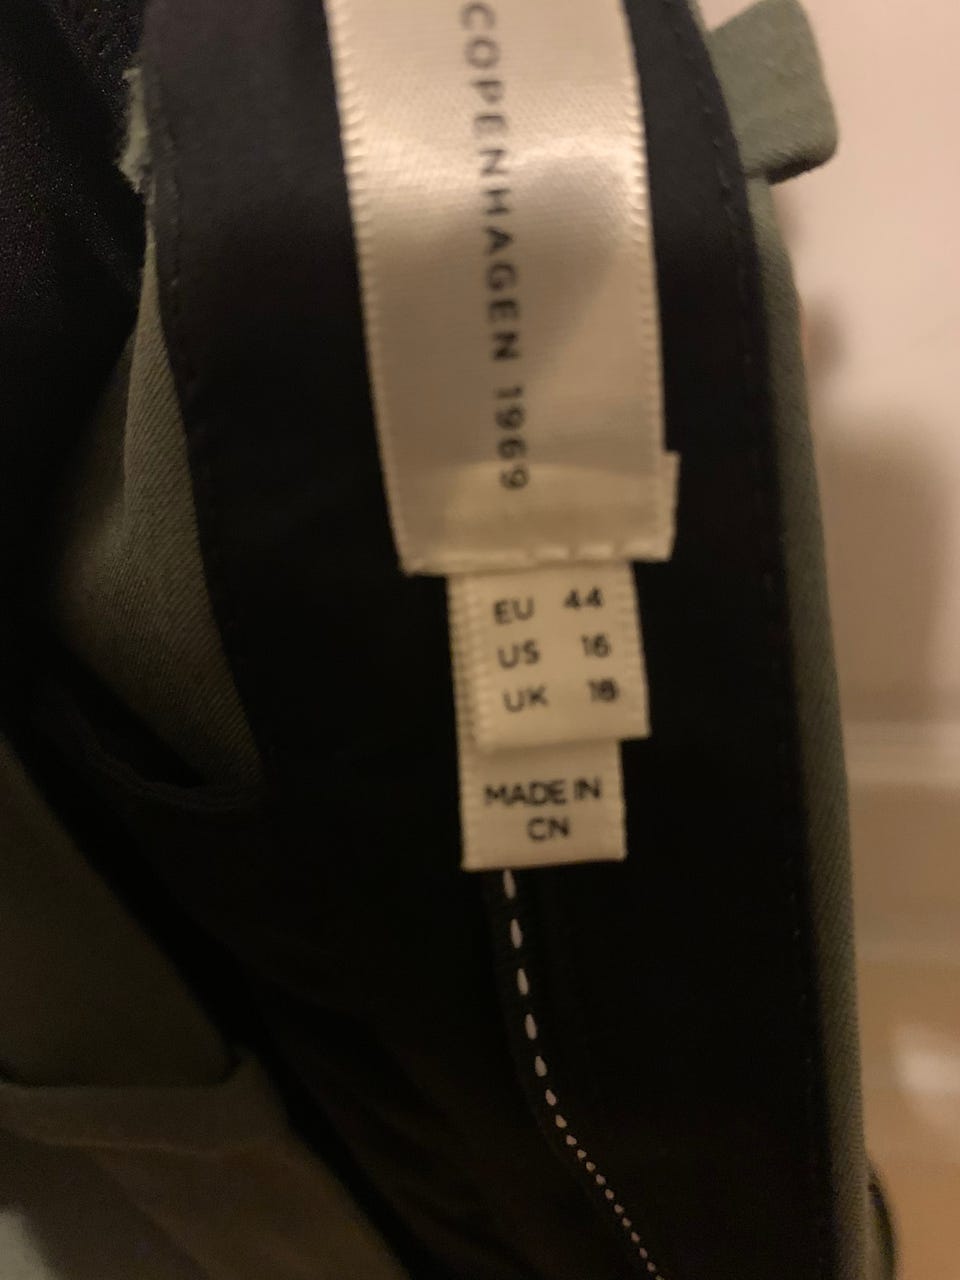 COPENHAGEN 1969
EU 44
US 16
UK 18
MADE IN
CN